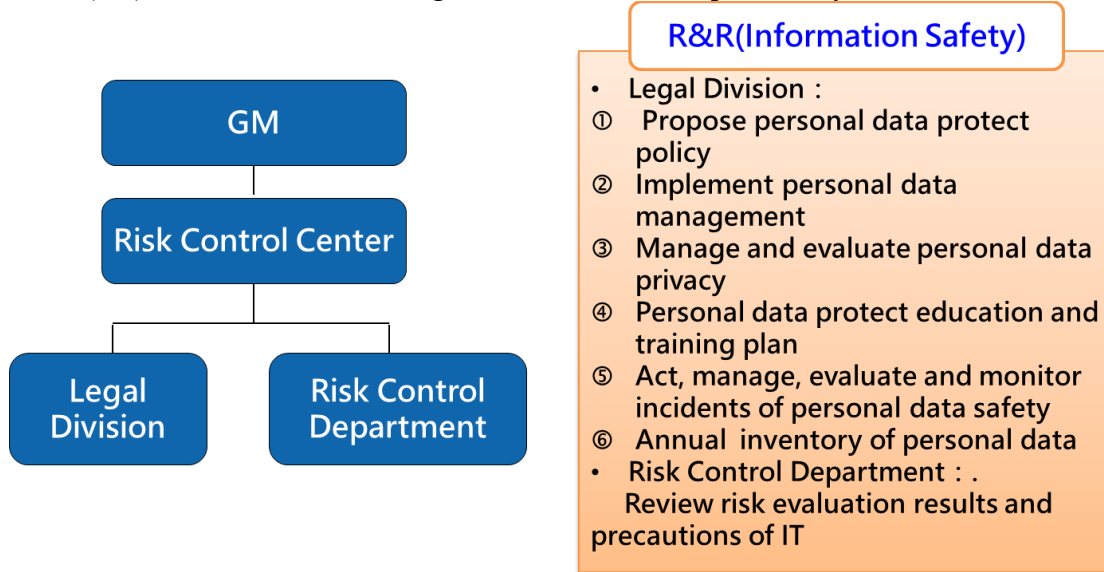 GM
Risk Control Center
Legal
Division
Risk Control
Department
R&R(Information Safety)
• Legal Division：
① Propose personal data protect
policy
② Implement personal data
management
③ Manage and evaluate personal data
privacy
④ Personal data protect education and
training plan
⑤ Act, manage, evaluate and monitor
incidents of personal data safety
⑥ Annual inventory of personal data
• Risk Control Department：.
Review risk evaluation results and
precautions of IT